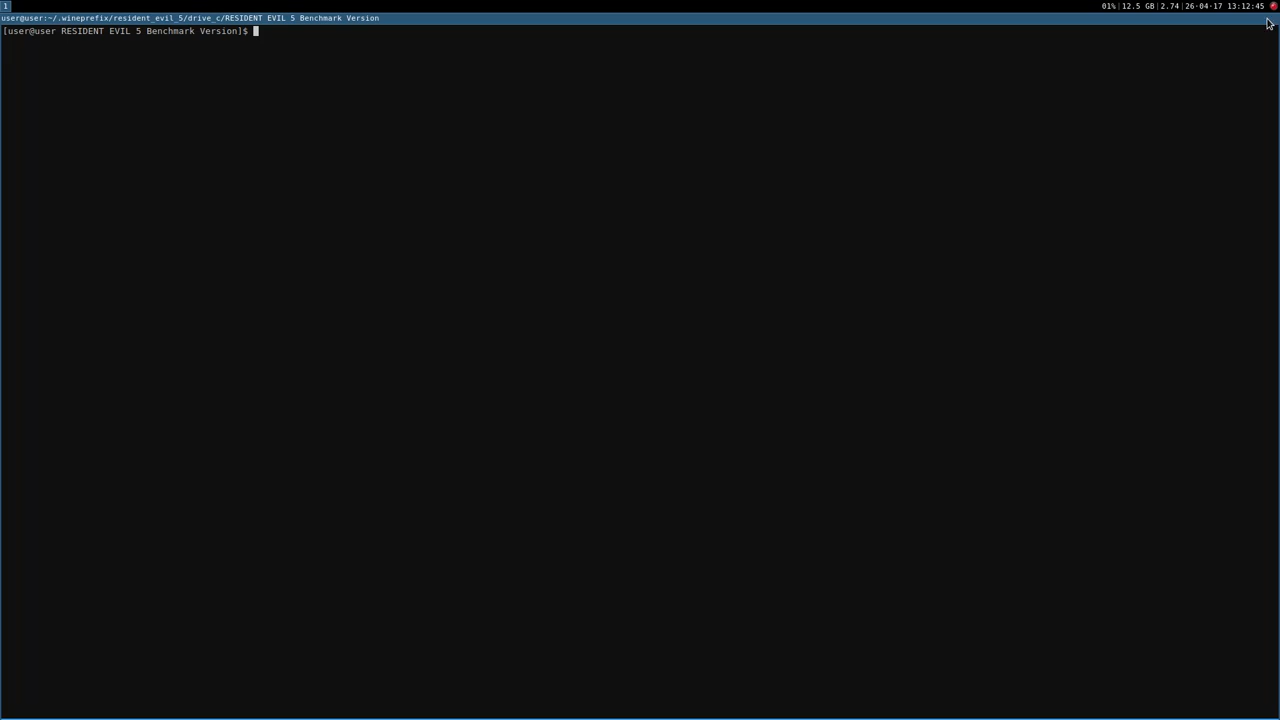 1 01%|12.5 GB|2.74|26-04-17 13:12:45
user@user:~/.wineprefix/resident_evil_5/drive_c/RESIDENT EVIL 5 Benchmark Version
[user@user RESIDENT EVIL 5 Benchmark Version]$